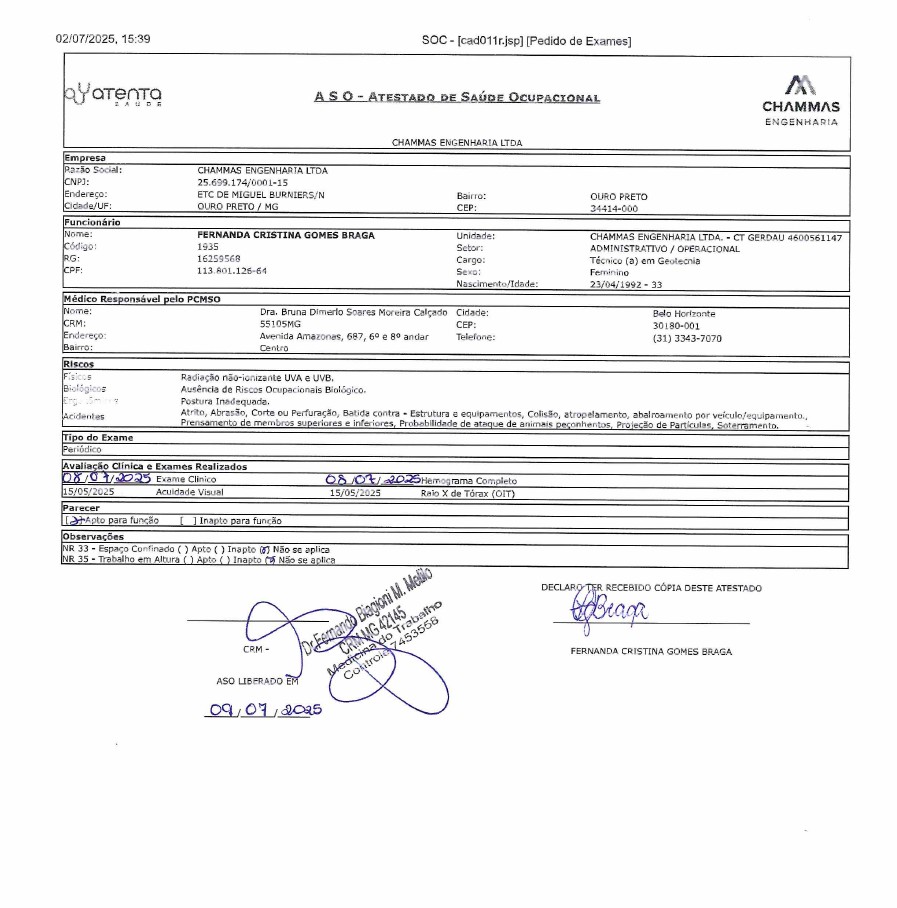 02/07/2025, 15:39 SOC - [cad011r.jsp] [Pedido de Exames]
atenta
SAÚDE
A S O - ATESTADO DE SAÚDE OCUPACIONAL
CHAMMAS
ENGENHARIA
CHAMMAS ENGENHARIA LTDA
Empresa
Razão Social: CHAMMAS ENGENHARIA LTDA
CNPJ: 25.699.174/0001-15
Endereço: ETC DE MIGUEL BURNIERS/N Bairro: OURO PRETO
Cidade/UF: OURO PRETO / MG CEP: 34414-000
Funcionário
Nome: FERNANDA CRISTINA GOMES BRAGA Unidade: CHAMMAS ENGENHARIA LTDA. - CT GERDAU 4600561147
Código: 1935 Setor: ADMINISTRATIVO / OPERACIONAL
RG: 16259568 Cargo: Técnico (a) em Geotecnia
CPF: 113.801.126-64 Sexo: Feminino
Nascimento/Idade: 23/04/1992 - 33
Médico Responsável pelo PCMSO
Nome: Dra. Bruna Dimerio Soares Moreira Calçado Cidade: Belo Horizonte
CRM: 55105MG CEP: 30180-001
Endereço: Avenida Amazonas, 687, 6º e 8º andar Telefone: (31) 3343-7070
Bairro: Centro
Riscos
Físicos Radiação não-ionizante UVA e UVB.
Biológicos Ausência de Riscos Ocupacionais Biológico.
Postura Inadequada.
Acidentes Atrito, Abrasão, Corte ou Perfuração, Batida contra - Estrutura e equipamentos, Colisão, atropelamento, abalroamento por veículo/equipamento.,
Prensamento de membros superiores e inferiores, Probabilidade de ataque de animais peçonhentos, Projeção de Partículas, Soterramento.
Tipo do Exame
Periódico
Avaliação Clínica e Exames Realizados
08/07/2025 Exame Clínico 08/07/2025 Hemograma Completo
15/05/2025 Acuidade Visual 15/05/2025 Raio X de Tórax (OIT)
Parecer
[x] Apto para função [ ] Inapto para função
Observações
NR 33 - Espaço Confinado ( ) Apto ( ) Inapto (x) Não se aplica
NR 35 - Trabalho em Altura ( ) Apto ( ) Inapto (x) Não se aplica
DECLARO TER RECEBIDO CÓPIA DESTE ATESTADO
Dr. Fernando Biagioni M. Mello
CRM-MG 42145
Medicina do Trabalho
Controle 7453568
Braga
CRM -
FERNANDA CRISTINA GOMES BRAGA
ASO LIBERADO EM
09/07/2025